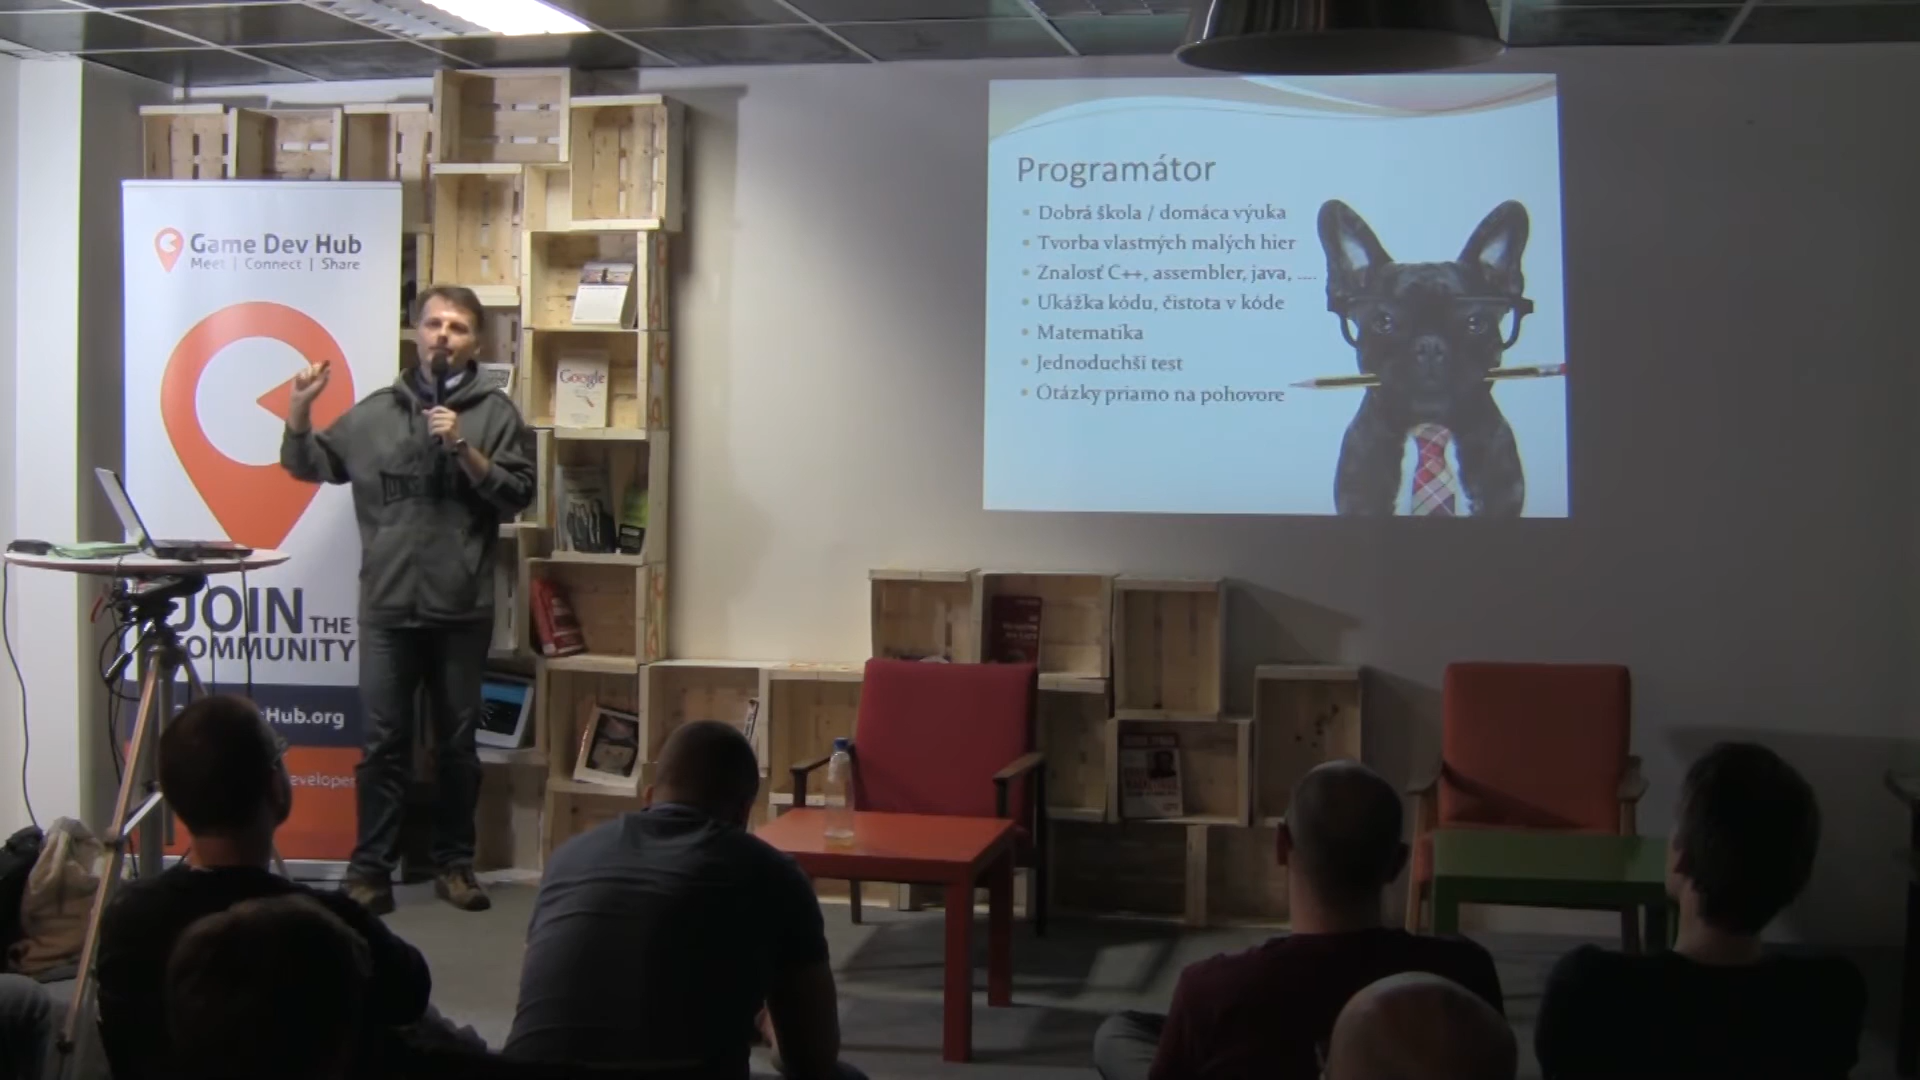 Game Dev Hub
Meet | Connect | Share
JOIN THE
COMMUNITY
Hub.org
eveloper
Google
Programátor
Dobrá škola / domáca výuka
Tvorba vlastných malých hier
Znalosť C++, assembler, java, ....
Ukážka kódu, čistota v kóde
Matematika
Jednoduchší test
Otázky priamo na pohovore